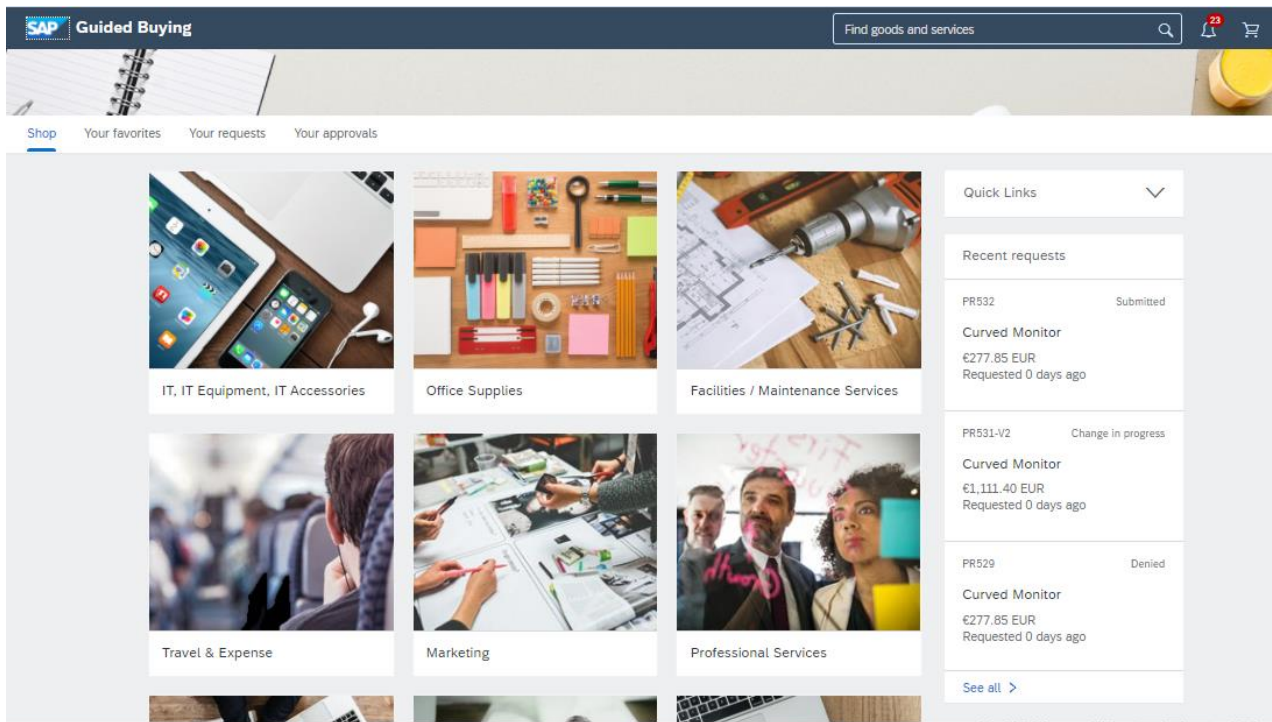 SAP Guided Buying
Find goods and services
23
Shop Your favorites Your requests Your approvals
Quick Links
Recent requests
PR532 Submitted
Curved Monitor
€277.85 EUR
Requested 0 days ago
PR531-V2 Change in progress
Curved Monitor
€1,111.40 EUR
Requested 0 days ago
PR529 Denied
Curved Monitor
€277.85 EUR
Requested 0 days ago
See all >
IT, IT Equipment, IT Accessories
Office Supplies
Facilities / Maintenance Services
First
Growth
Travel & Expense
Marketing
Professional Services